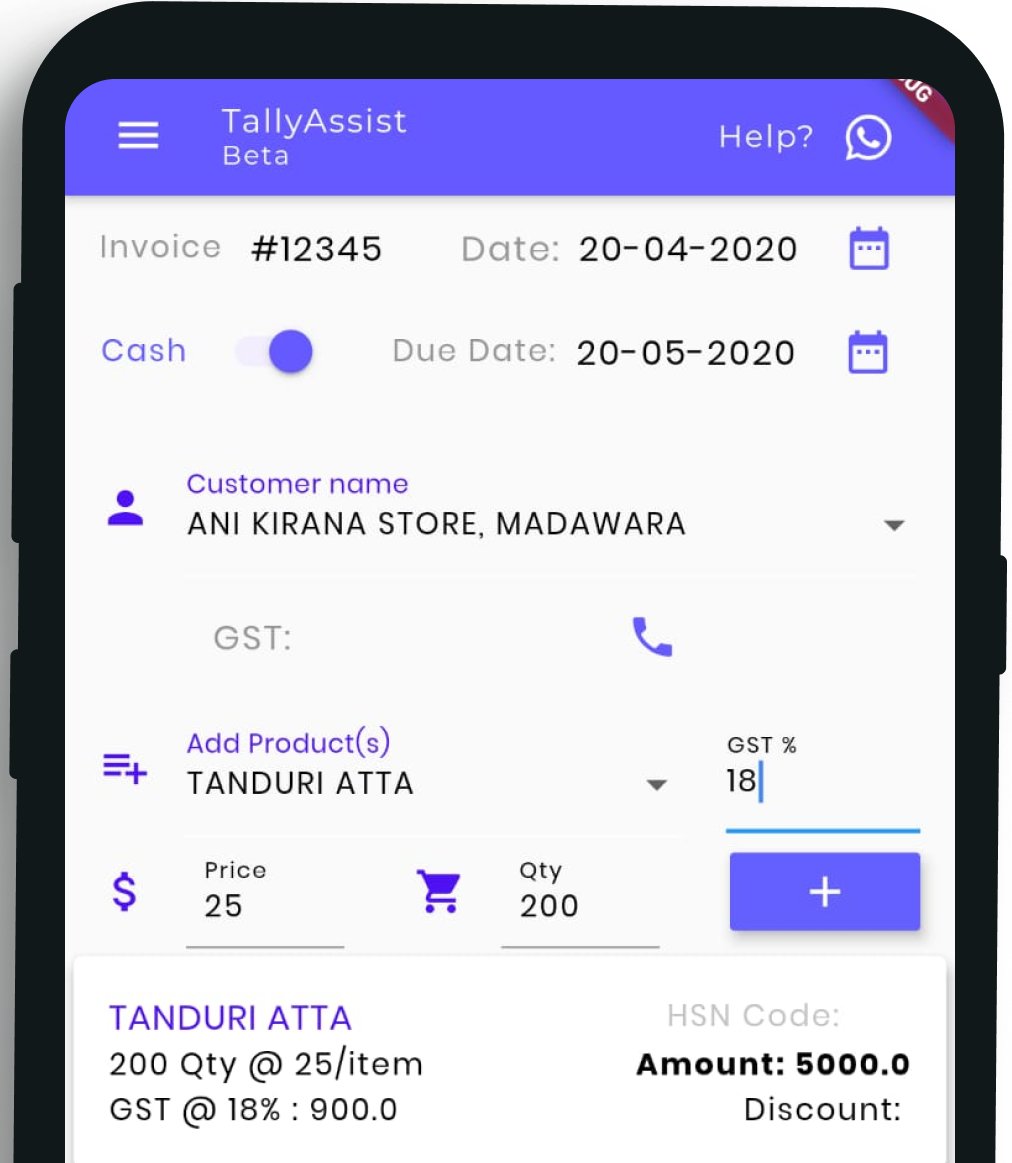 TallyAssist
Beta
Help?
Invoice #12345 Date: 20-04-2020
Cash Due Date: 20-05-2020
Customer name
ANI KIRANA STORE, MADAWARA
GST:
Add Product(s)
TANDURI ATTA
GST %
18
Price
25
Qty
200
+
TANDURI ATTA
HSN Code:
200 Qty @ 25/item
Amount: 5000.0
GST @ 18% : 900.0
Discount: